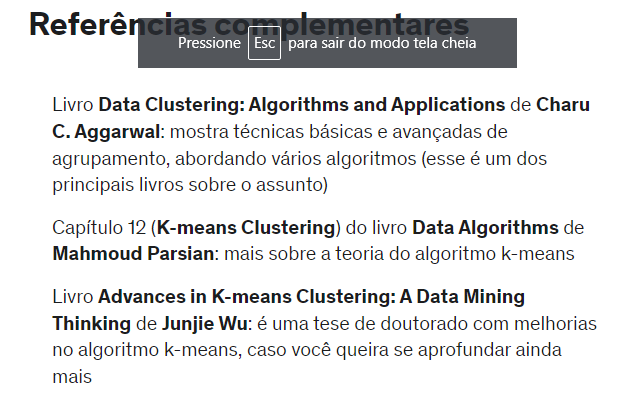 Referências complementares
Pressione Esc para sair do modo tela cheia
Livro Data Clustering: Algorithms and Applications de Charu
C. Aggarwal: mostra técnicas básicas e avançadas de
agrupamento, abordando vários algoritmos (esse é um dos
principais livros sobre o assunto)
Capítulo 12 (K-means Clustering) do livro Data Algorithms de
Mahmoud Parsian: mais sobre a teoria do algoritmo k-means
Livro Advances in K-means Clustering: A Data Mining
Thinking de Junjie Wu: é uma tese de doutorado com melhorias
no algoritmo k-means, caso você queira se aprofundar ainda
mais